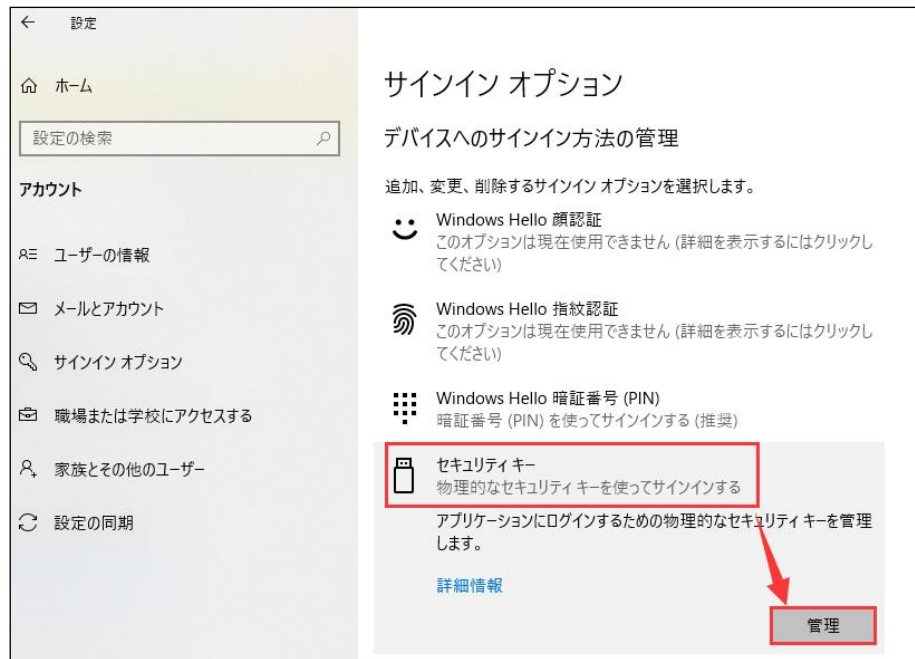 設定
ホーム
設定の検索
アカウント
ユーザーの情報
メールとアカウント
サインイン オプション
職場または学校にアクセスする
家族とその他のユーザー
設定の同期
サインイン オプション
デバイスへのサインイン方法の管理
追加、変更、削除するサインイン オプションを選択します。
Windows Hello 顔認証
このオプションは現在使用できません (詳細を表示するにはクリックし
てください)
Windows Hello 指紋認証
このオプションは現在使用できません (詳細を表示するにはクリックし
てください)
Windows Hello 暗証番号 (PIN)
暗証番号 (PIN) を使ってサインインする (推奨)
セキュリティ キー
物理的なセキュリティ キーを使ってサインインする
アプリケーションにログインするための物理的なセキュリティ キーを管理
します。
詳細情報
管理